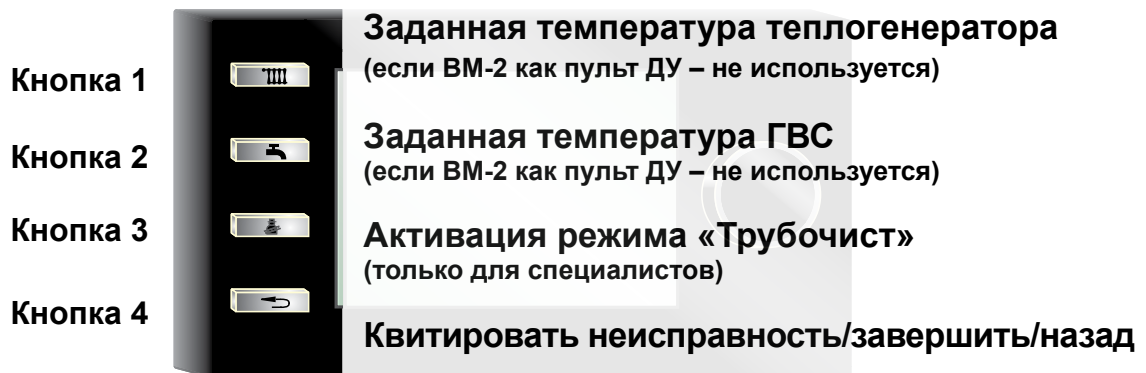 Заданная температура теплогенератора
Кнопка 1
(если BM-2 как пульт ДУ – не используется)
Заданная температура ГВС
Кнопка 2
(если BM-2 как пульт ДУ – не используется)
Кнопка 3
Активация режима «Трубочист»
(только для специалистов)
Кнопка 4
Квитировать неисправность/завершить/назад